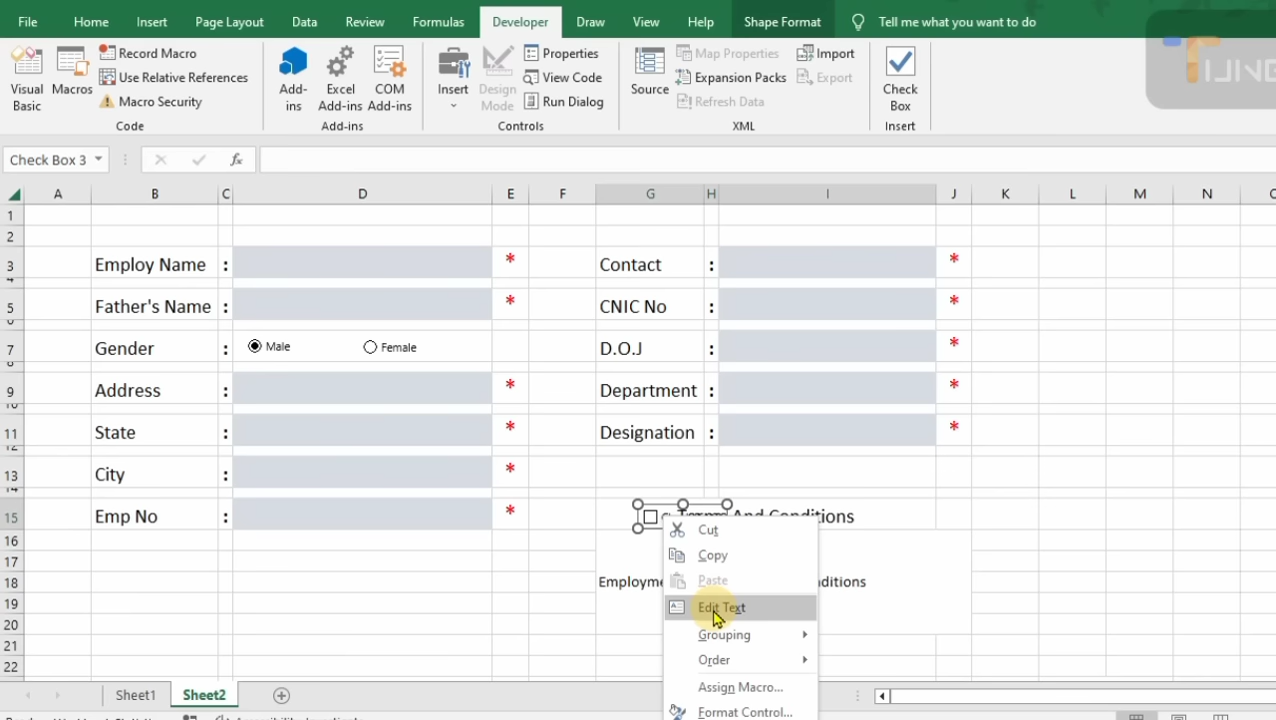 File Home Insert Page Layout Data Review Formulas Developer Draw View Help Shape Format Tell me what you want to do
Visual Basic
Macros
Record Macro
Use Relative References
Macro Security
Code
Add-ins
Excel Add-ins
COM Add-ins
Add-ins
Insert
Design Mode
Properties
View Code
Run Dialog
Controls
Source
Map Properties
Expansion Packs
Refresh Data
Import
Export
XML
Check Box
Insert
Check Box 3 fx
A B C D E F G H I J K L M N
1
2
3 Employ Name : * Contact : *
5 Father's Name : * CNIC No : *
7 Gender : Male Female D.O.J : *
9 Address : * Department : *
11 State : * Designation : *
13 City : *
15 Emp No : * And Conditions
16
17
18
19
20
21
22
Cut
Copy
Paste
Edit Text
Grouping
Order
Assign Macro...
Format Control...
Sheet1 Sheet2